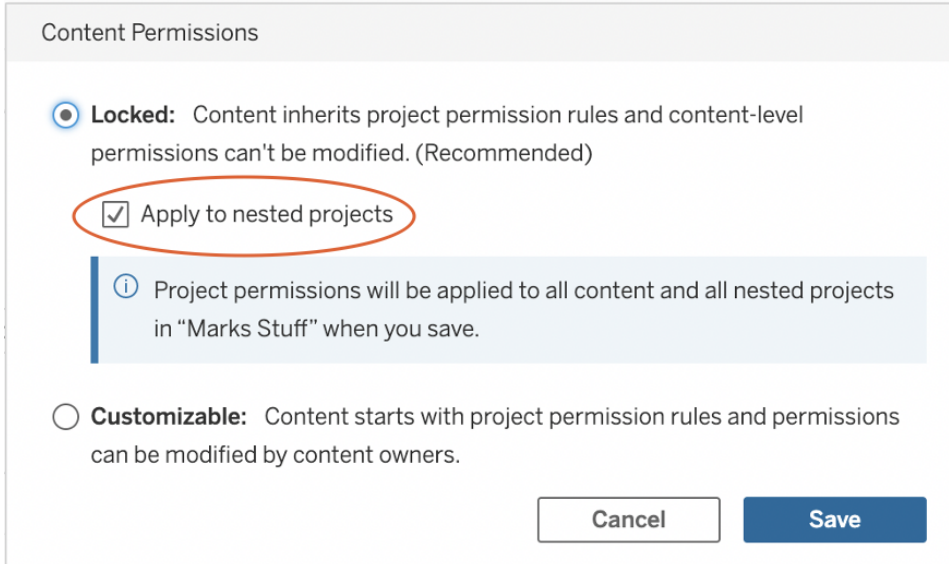 Content Permissions
Locked: Content inherits project permission rules and content-level
permissions can't be modified. (Recommended)
Apply to nested projects
Project permissions will be applied to all content and all nested projects
in “Marks Stuff” when you save.
Customizable: Content starts with project permission rules and permissions
can be modified by content owners.
Cancel
Save